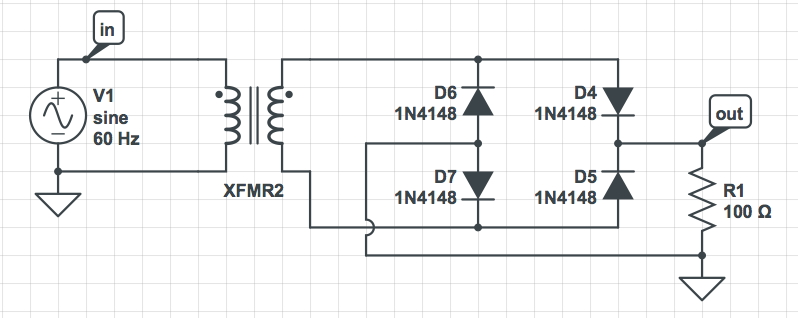 in
V1
sine
60 Hz
+
−
XFMR2
D6
1N4148
D4
1N4148
D7
1N4148
D5
1N4148
out
R1
100 Ω